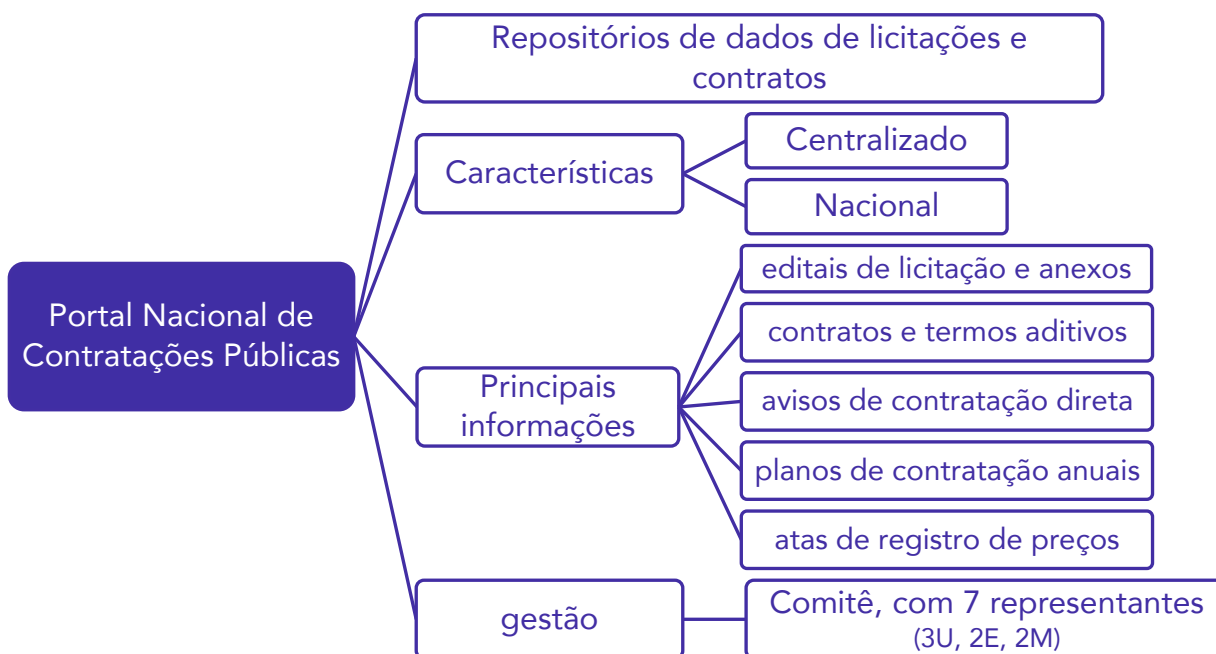 Portal Nacional de
Contratações Públicas
Repositórios de dados de licitações e
contratos
Característícas
Centralizado
Nacional
Principais
informações
editais de licitação e anexos
contratos e termos aditivos
avisos de contratação direta
planos de contratação anuais
atas de registro de preços
gestão
Comitê, com 7 representantes
(3U, 2E, 2M)